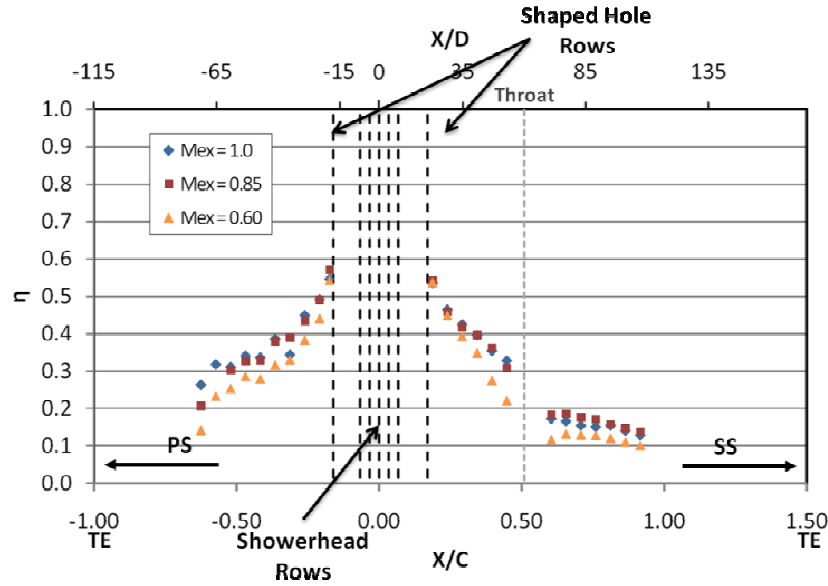 Shaped Hole
Rows
X/D
-115 -65 -15 0 35 85 135
Throat
1.0
0.9
0.8
0.7
0.6
0.5
0.4
0.3
0.2
0.1
0.0
η
Mex = 1.0
Mex = 0.85
Mex = 0.60
PS
SS
-1.00 -0.50 0.00 0.50 1.00 1.50
TE
TE
Showerhead
Rows
X/C